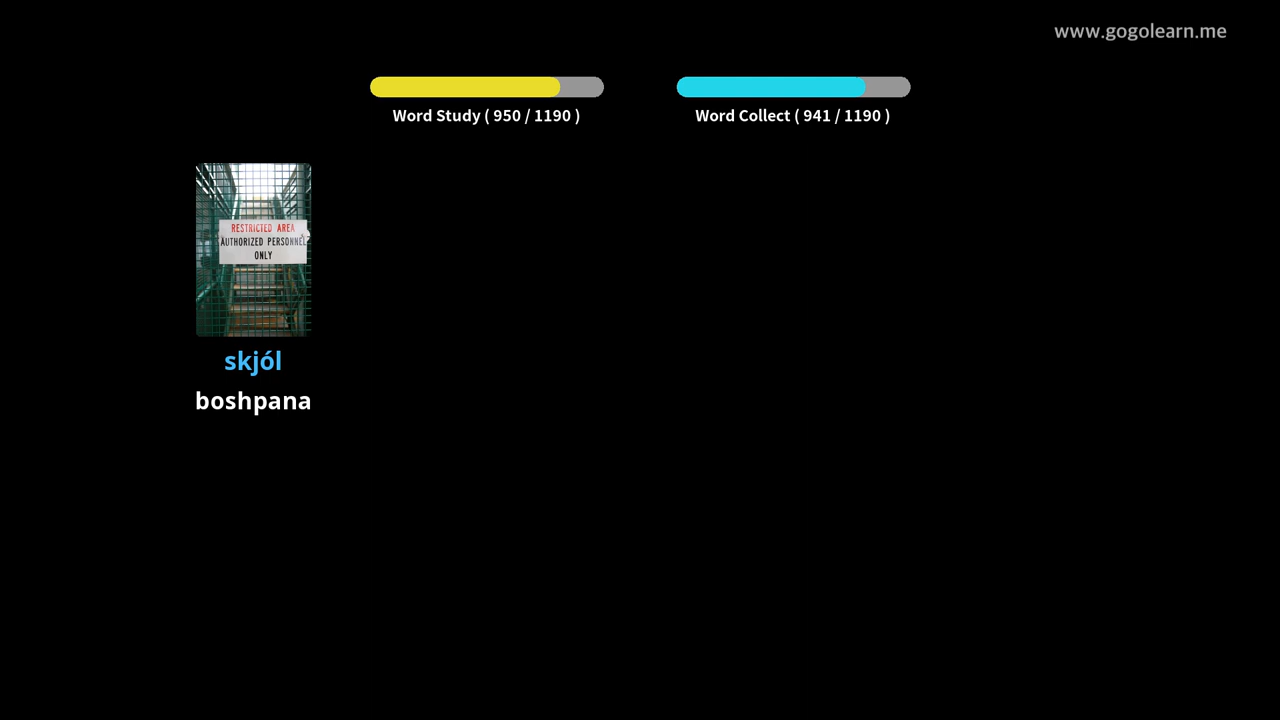 www.gogolearn.me
Word Study ( 950 / 1190 )
Word Collect ( 941 / 1190 )
RESTRICTED AREA
AUTHORIZED PERSONNEL
ONLY
skjól
boshpana